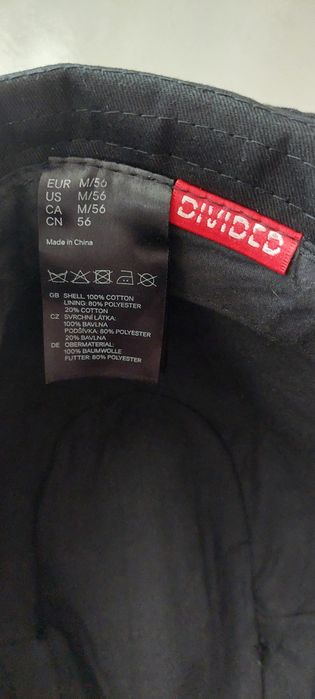 EUR M/56
US M/56
CA M/56
CN 56
Made in China
DIVIDED
GB SHELL: 100% COTTON
LINING: 80% POLYESTER
20% COTTON
CZ SVRCHNÍ LÁTKA:
100% BAVLNA
PODŠÍVKA: 80% POLYESTER
20% BAVLNA
DE OBERMATERIAL:
100% BAUMWOLLE
FUTTER: 80% POLYESTER